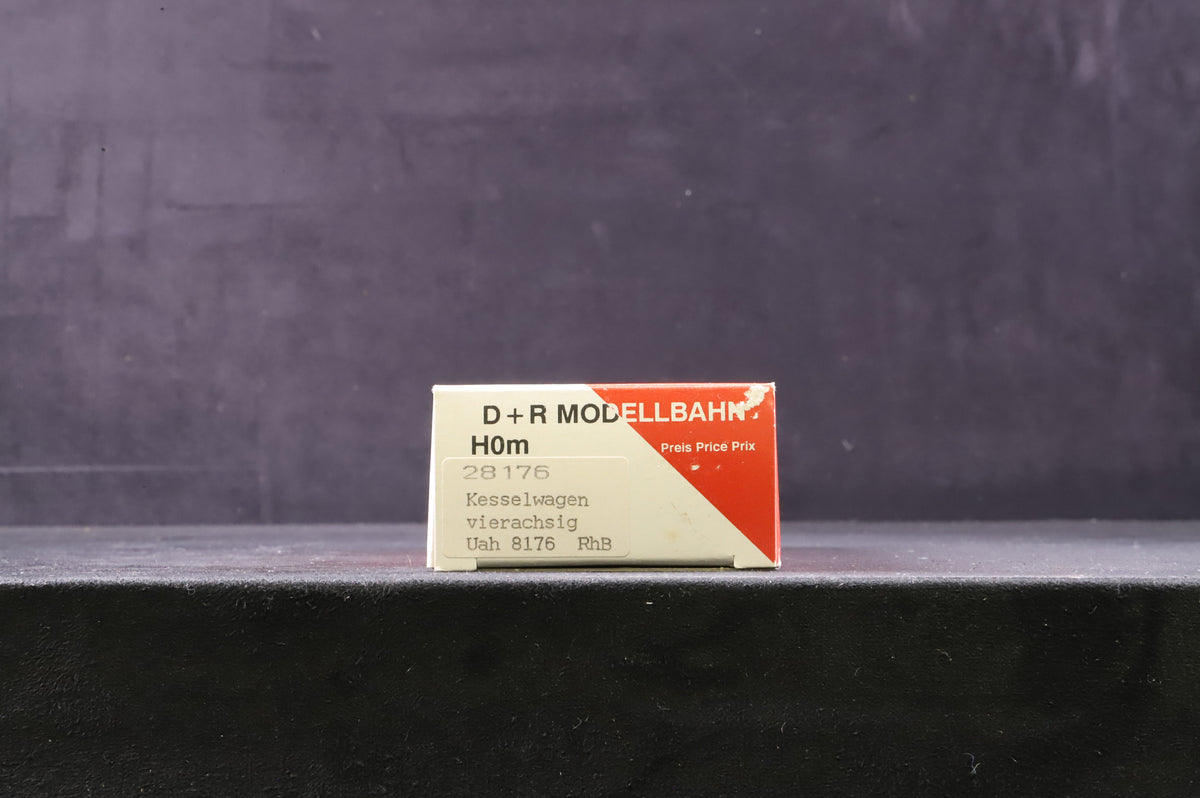 D+R MODELLBAHN
H0m
Preis Price Prix
28176
Kesselwagen
vierachsig
Uah 8176 RhB